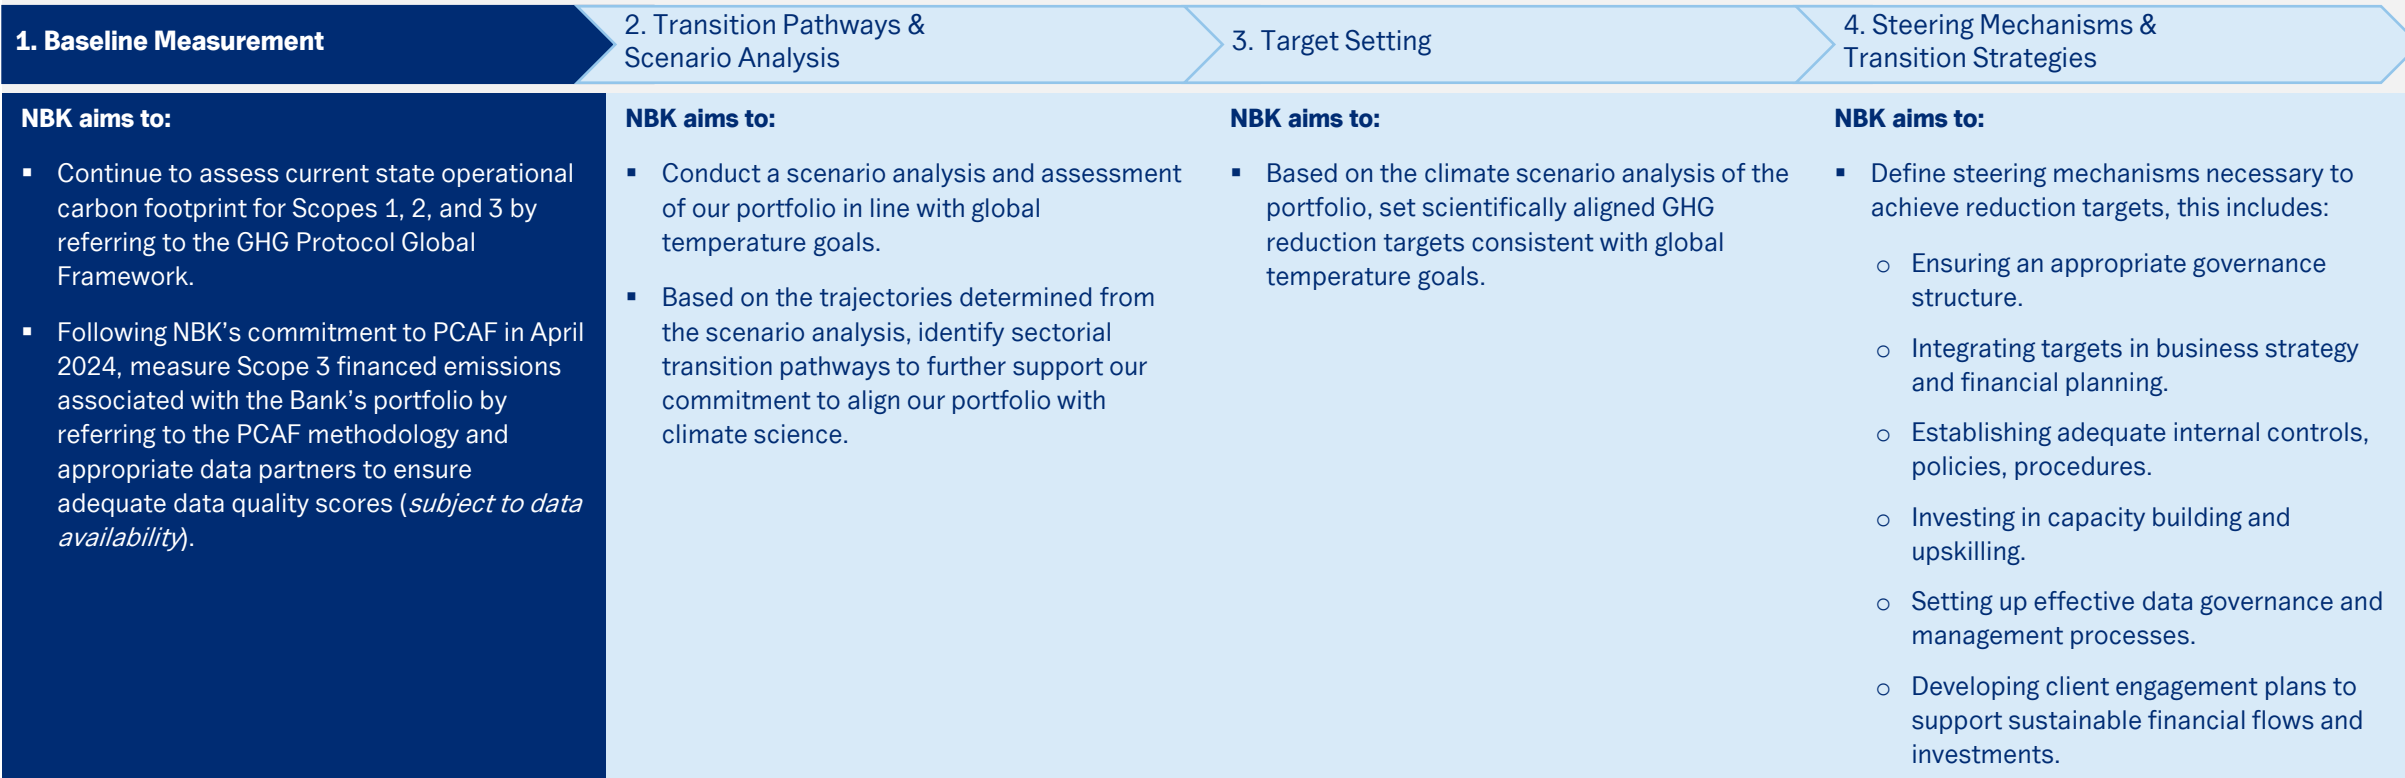 1. Baseline Measurement
2. Transition Pathways &
Scenario Analysis
3. Target Setting
4. Steering Mechanisms &
Transition Strategies
NBK aims to:
▪ Continue to assess current state operational
carbon footprint for Scopes 1, 2, and 3 by
referring to the GHG Protocol Global
Framework.
▪ Following NBK’s commitment to PCAF in April
2024, measure Scope 3 financed emissions
associated with the Bank’s portfolio by
referring to the PCAF methodology and
appropriate data partners to ensure
adequate data quality scores (subject to data
availability).
NBK aims to:
▪ Conduct a scenario analysis and assessment
of our portfolio in line with global
temperature goals.
▪ Based on the trajectories determined from
the scenario analysis, identify sectorial
transition pathways to further support our
commitment to align our portfolio with
climate science.
NBK aims to:
▪ Based on the climate scenario analysis of the
portfolio, set scientifically aligned GHG
reduction targets consistent with global
temperature goals.
NBK aims to:
▪ Define steering mechanisms necessary to
achieve reduction targets, this includes:
o Ensuring an appropriate governance
structure.
o Integrating targets in business strategy
and financial planning.
o Establishing adequate internal controls,
policies, procedures.
o Investing in capacity building and
upskilling.
o Setting up effective data governance and
management processes.
o Developing client engagement plans to
support sustainable financial flows and
investments.